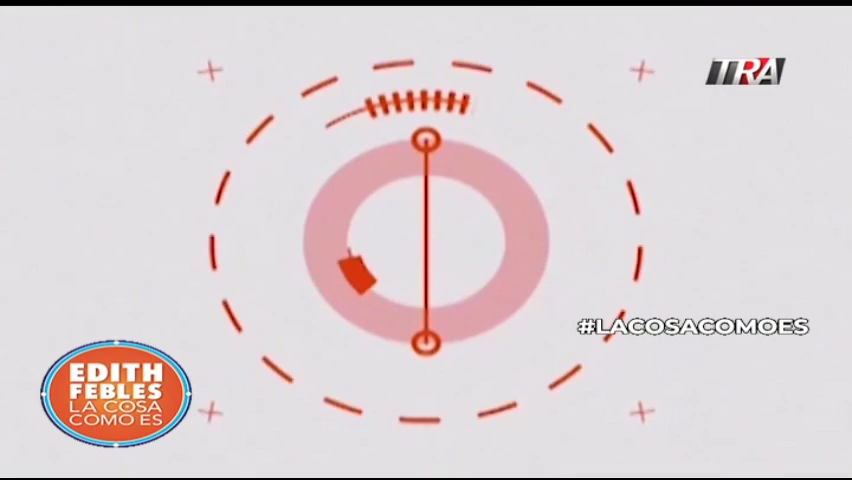 TRA
#LACOSACOMOES
EDITH
FEBLES
LA COSA
COMO ES